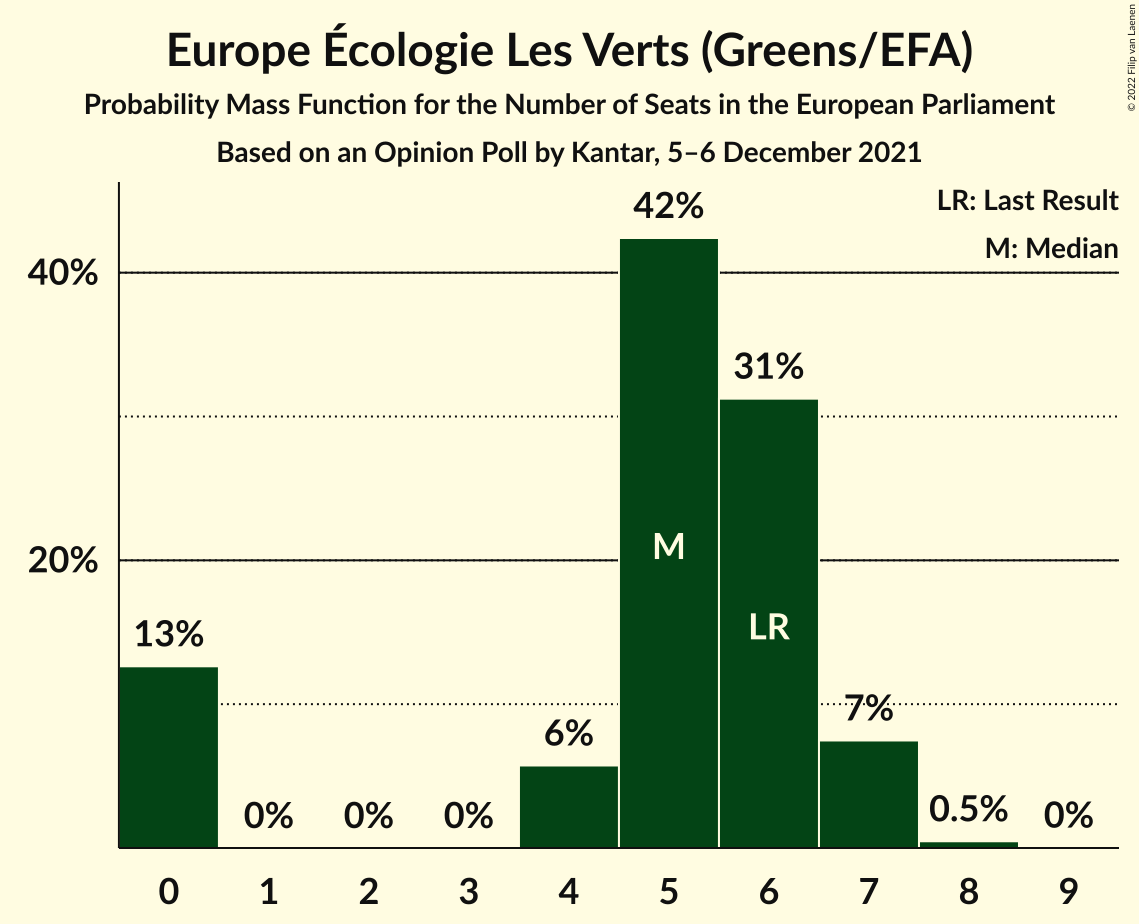 Europe Écologie Les Verts (Greens/EFA)
Probability Mass Function for the Number of Seats in the European Parliament
Based on an Opinion Poll by Kantar, 5–6 December 2021
© 2022 Filip van Laenen
LR: Last Result
M: Median
40%
20%
13%
0%
0%
0%
6%
42%
31%
7%
0.5%
0%
M
LR
0 1 2 3 4 5 6 7 8 9